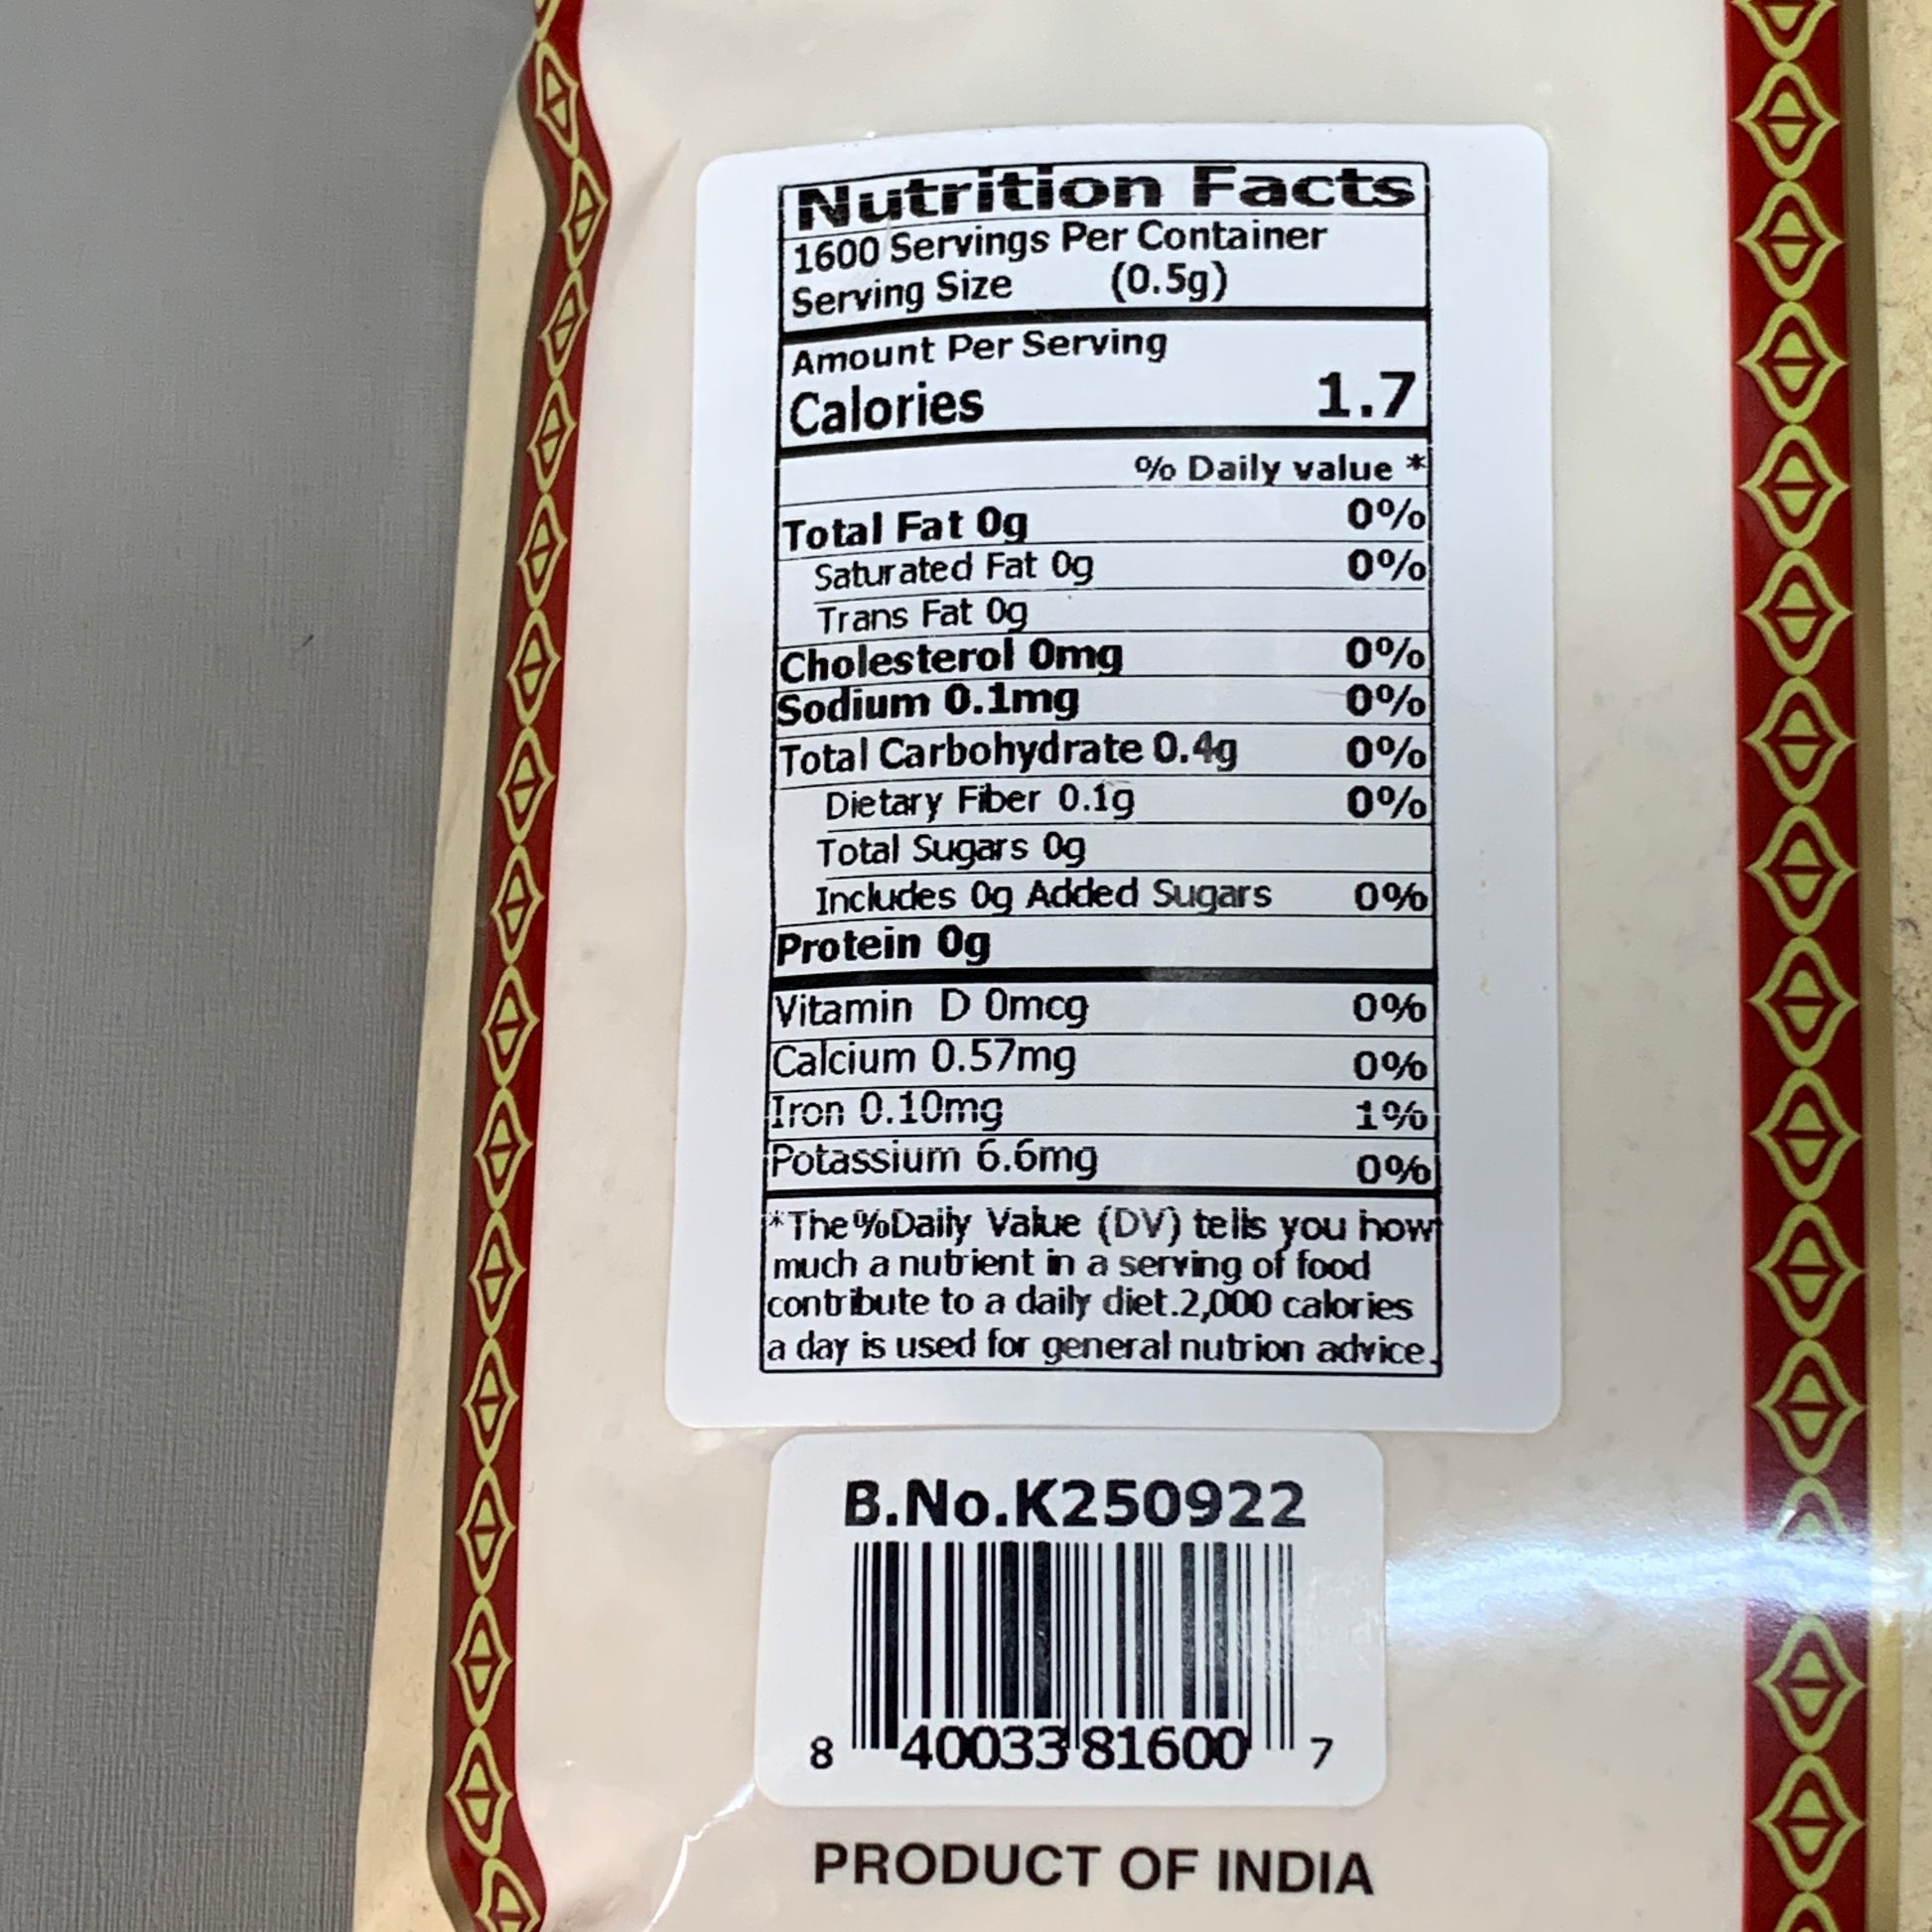 Nutrition Facts
1600 Servings Per Container
Serving Size (0.5g)
Amount Per Serving
Calories 1.7
% Daily value *
Total Fat 0g 0%
Saturated Fat 0g 0%
Trans Fat 0g
Cholesterol 0mg 0%
Sodium 0.1mg 0%
Total Carbohydrate 0.4g 0%
Dietary Fiber 0.1g 0%
Total Sugars 0g
Includes 0g Added Sugars 0%
Protein 0g
Vitamin D 0mcg 0%
Calcium 0.57mg 0%
Iron 0.10mg 1%
Potassium 6.6mg 0%
*The %Daily Value (DV) tells you how
much a nutrient in a serving of food
contribute to a daily diet.2,000 calories
a day is used for general nutrion advice.
B.No.K250922
8 40033 81600 7
PRODUCT OF INDIA